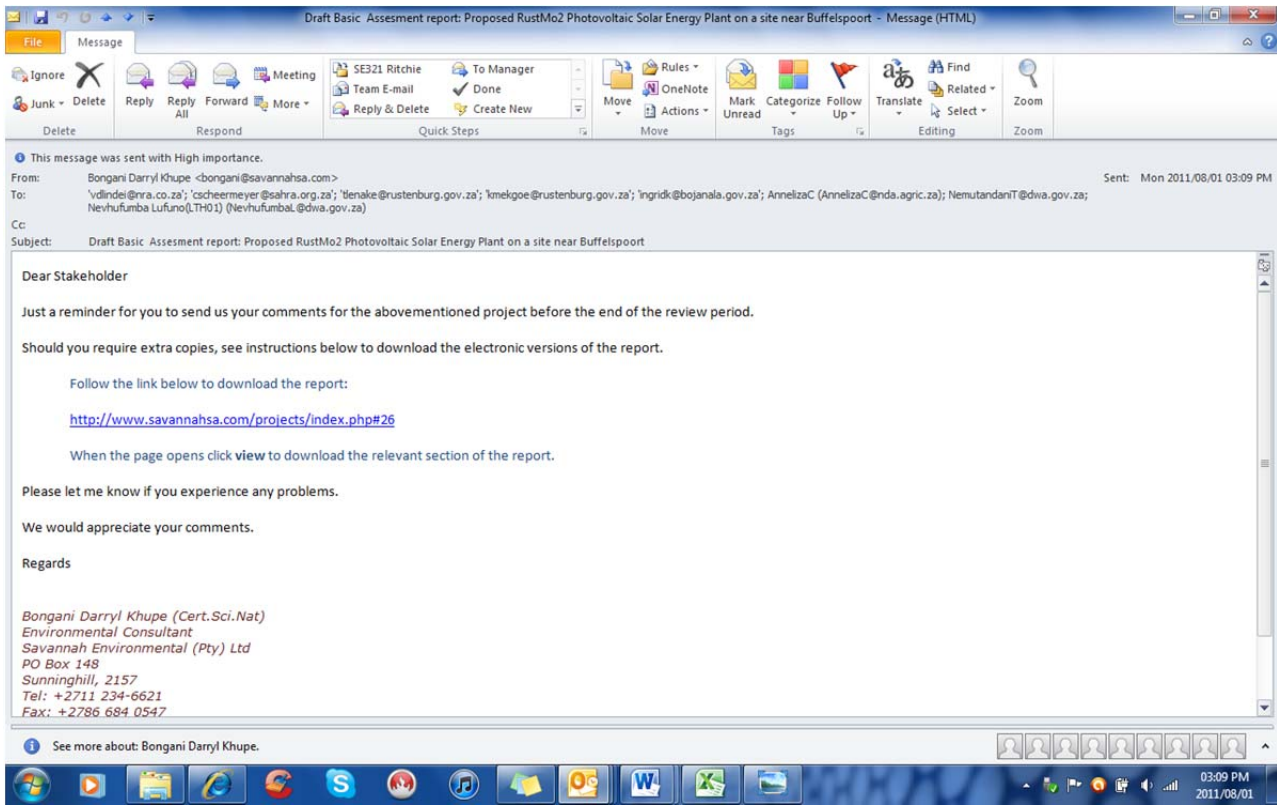 Draft Basic  Assesment report: Proposed RustMo2 Photovoltaic Solar Energy Plant on a site near Buffelspoort - Message (HTML)
File Message
Ignore
Junk
Delete
Reply
Reply All
Forward
Meeting
More
SE321 Ritchie
Team E-mail
Reply & Delete
To Manager
Done
Create New
Move
Rules
OneNote
Actions
Mark Unread
Categorize
Follow Up
Translate
Find
Related
Select
Zoom
Delete Respond Quick Steps Move Tags Editing Zoom
This message was sent with High importance.
From: Bongani Darryl Khupe <bongani@savannahsa.com> Sent: Mon 2011/08/01 03:09 PM
To: 'vdlindei@nra.co.za'; 'cscheermeyer@sahra.org.za'; 'tlenake@rustenburg.gov.za'; 'kmekgoe@rustenburg.gov.za'; 'ingridk@bojanala.gov.za'; AnnelizaC (AnnelizaC@nda.agric.za); NemutandaniT@dwa.gov.za;
Nevhufumba Lufuno(LTH01) (NevhufumbaL@dwa.gov.za)
Cc:
Subject: Draft Basic  Assesment report: Proposed RustMo2 Photovoltaic Solar Energy Plant on a site near Buffelspoort
Dear Stakeholder
Just a reminder for you to send us your comments for the abovementioned project before the end of the review period.
Should you require extra copies, see instructions below to download the electronic versions of the report.
Follow the link below to download the report:
http://www.savannahsa.com/projects/index.php#26
When the page opens click view to download the relevant section of the report.
Please let me know if you experience any problems.
We would appreciate your comments.
Regards
Bongani Darryl Khupe (Cert.Sci.Nat)
Environmental Consultant
Savannah Environmental (Pty) Ltd
PO Box 148
Sunninghill, 2157
Tel: +2711 234-6621
Fax: +2786 684 0547
See more about: Bongani Darryl Khupe.
03:09 PM
2011/08/01